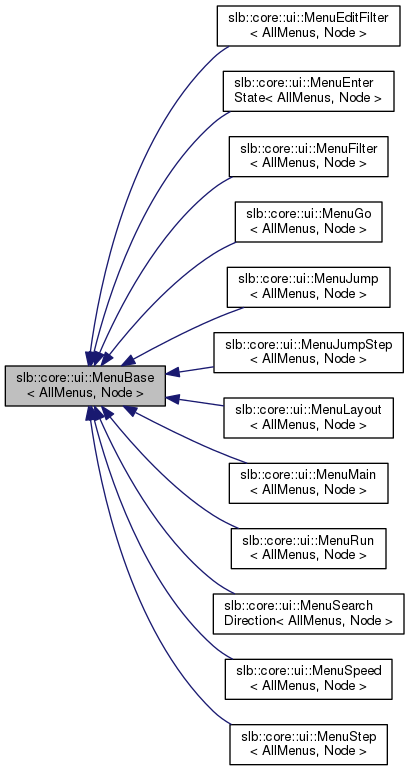 slb::core::ui::MenuEditFilter
< AllMenus, Node >
slb::core::ui::MenuEnter
State< AllMenus, Node >
slb::core::ui::MenuFilter
< AllMenus, Node >
slb::core::ui::MenuGo
< AllMenus, Node >
slb::core::ui::MenuJump
< AllMenus, Node >
slb::core::ui::MenuJumpStep
< AllMenus, Node >
slb::core::ui::MenuBase
< AllMenus, Node >
slb::core::ui::MenuLayout
< AllMenus, Node >
slb::core::ui::MenuMain
< AllMenus, Node >
slb::core::ui::MenuRun
< AllMenus, Node >
slb::core::ui::MenuSearch
Direction< AllMenus, Node >
slb::core::ui::MenuSpeed
< AllMenus, Node >
slb::core::ui::MenuStep
< AllMenus, Node >